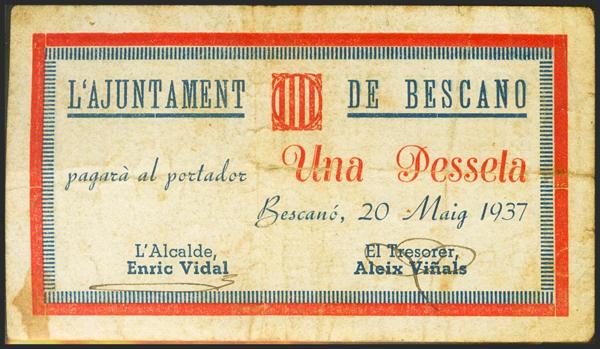 L'AJUNTAMENT DE BESCANO
pagarà al portador Una Pesseta
Bescanó, 20 Maig 1937
L'Alcalde, El Tresorer,
Enric Vidal Aleix Viñals